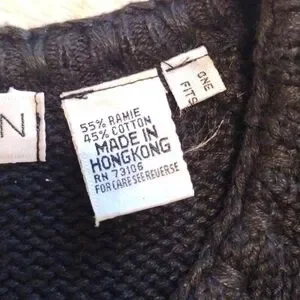 N
55% RAMIE
45% COTTON
MADE IN
HONGKONG
RN 73106
FOR CARE SEE REVERSE
ONE
FITS